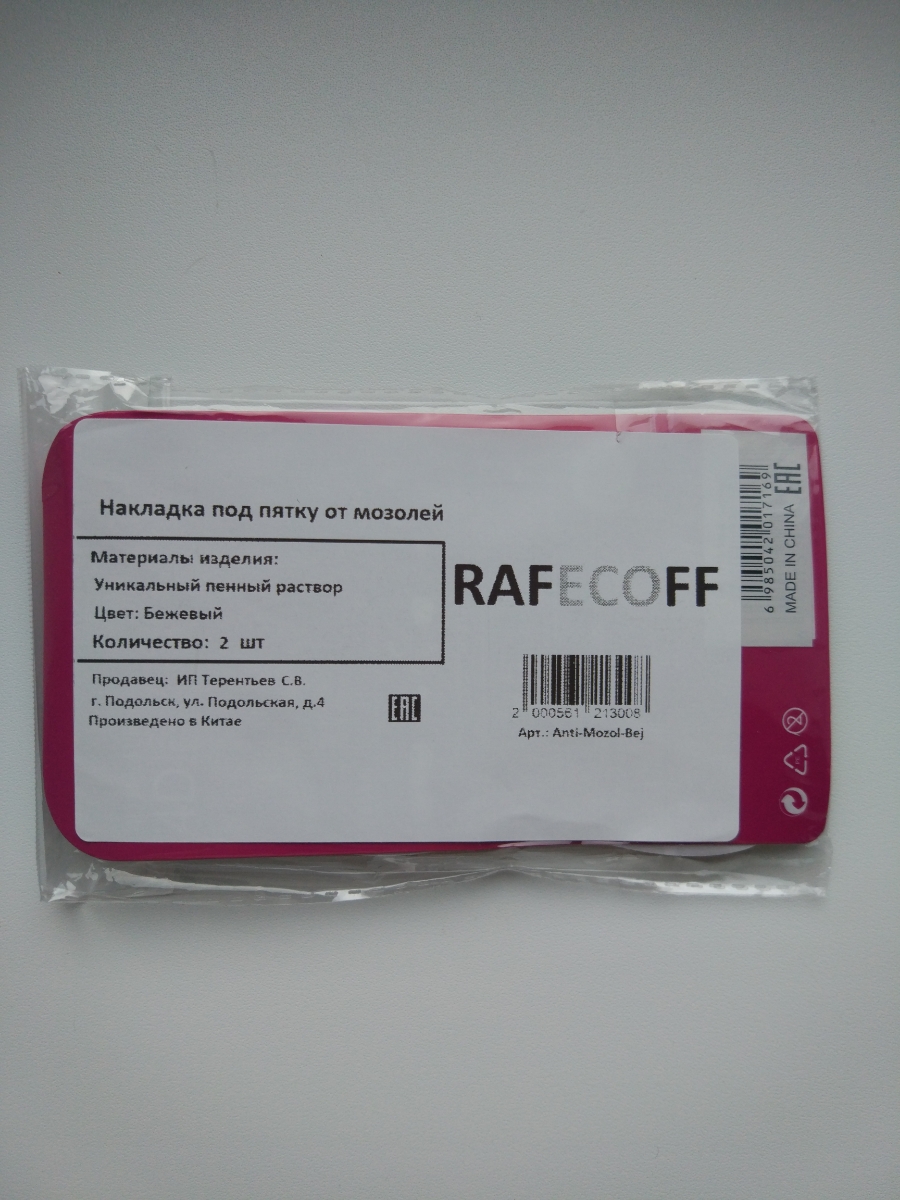 Накладка под пятку от мозолей
Материалы изделия:
Уникальный пенный раствор
Цвет: Бежевый
Количество: 2 шт
Продавец: ИП Терентьев С.В.
г. Подольск, ул. Подольская, д.4
Произведено в Китае
EAC
RAFECOFF
2 000561 213008
Арт.: Anti-Mozol-Bej
6 985042 017169
MADE IN CHINA
EAC